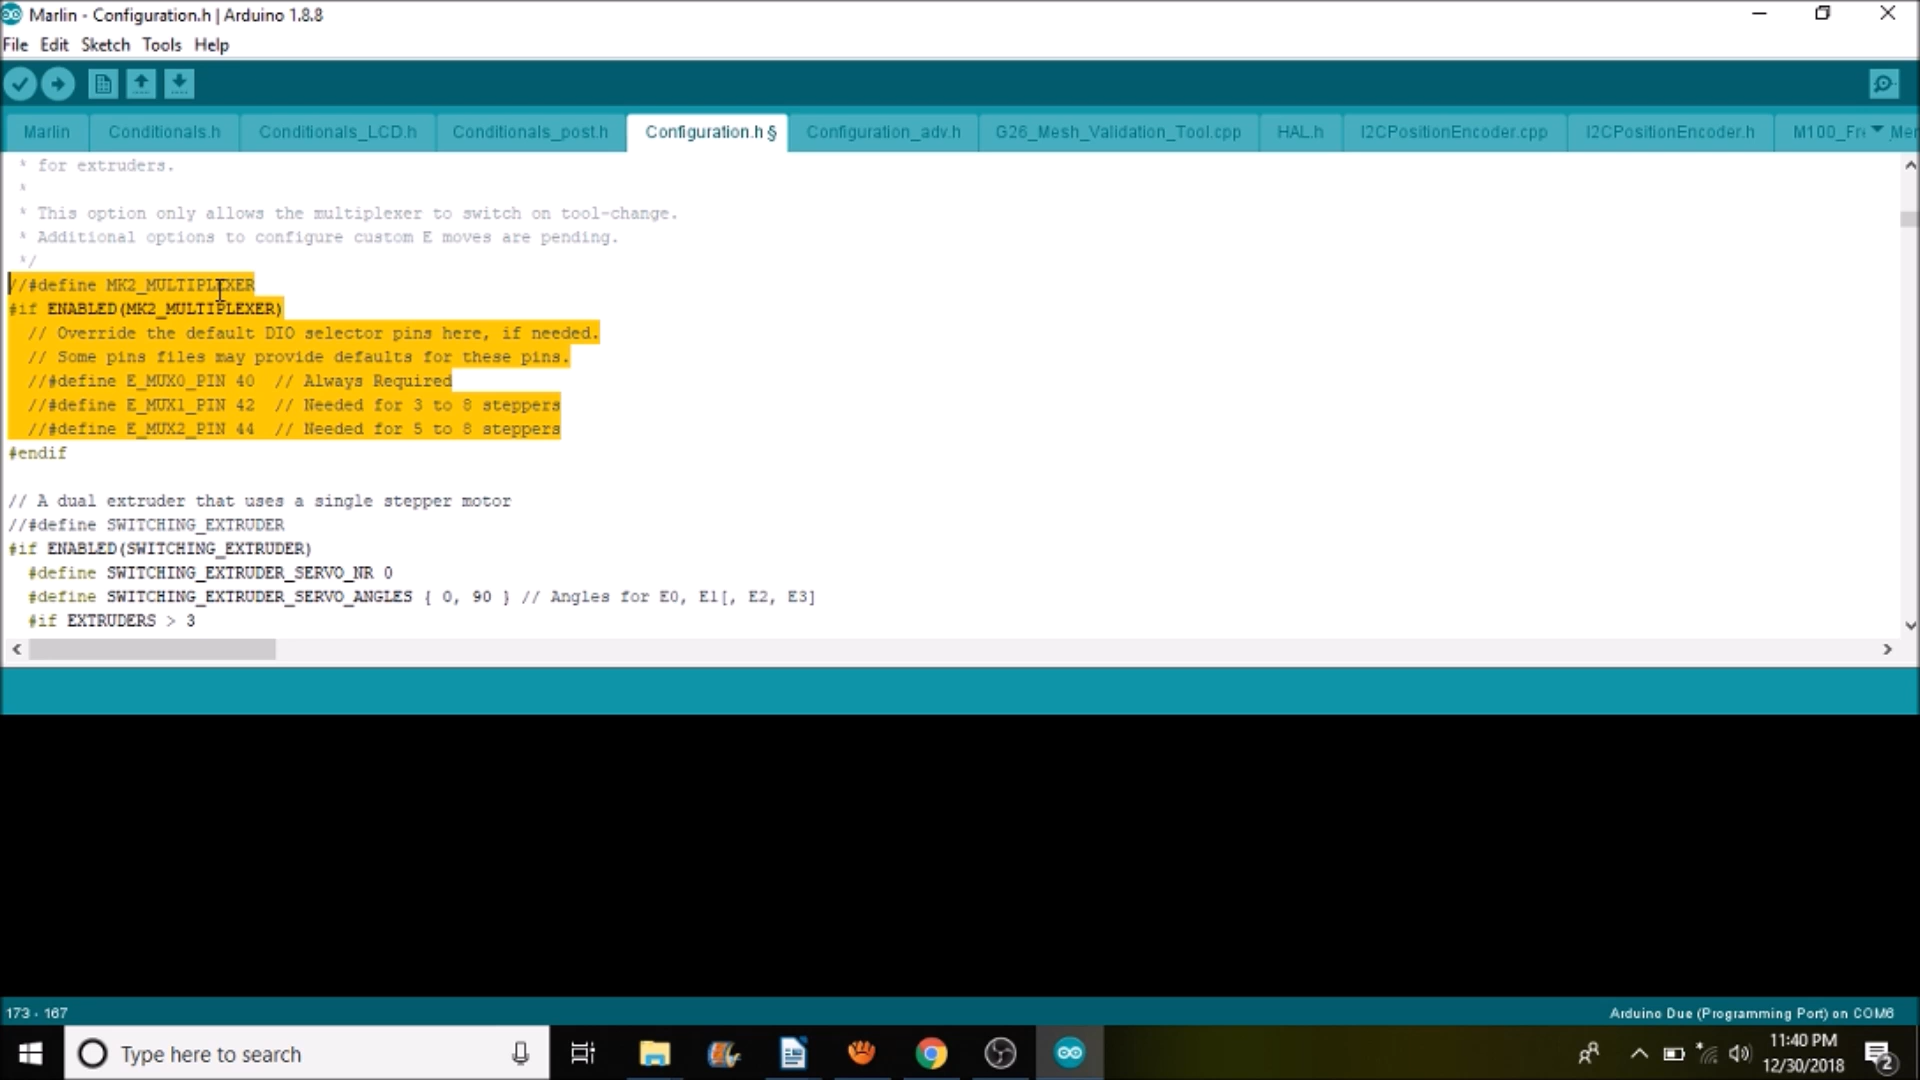 Marlin - Configuration.h | Arduino 1.8.8
File Edit Sketch Tools Help
Marlin Conditionals.h Conditionals_LCD.h Conditionals_post.h Configuration.h § Configuration_adv.h G26_Mesh_Validation_Tool.cpp HAL.h I2CPositionEncoder.cpp I2CPositionEncoder.h M100_Fr Mer
* for extruders.
*
* This option only allows the multiplexer to switch on tool-change.
* Additional options to configure custom E moves are pending.
*/
//#define MK2_MULTIPLEXER
#if ENABLED(MK2_MULTIPLEXER)
// Override the default DIO selector pins here, if needed.
// Some pins files may provide defaults for these pins.
//#define E_MUX0_PIN 40 // Always Required
//#define E_MUX1_PIN 42 // Needed for 3 to 8 steppers
//#define E_MUX2_PIN 44 // Needed for 5 to 8 steppers
#endif
// A dual extruder that uses a single stepper motor
//#define SWITCHING_EXTRUDER
#if ENABLED(SWITCHING_EXTRUDER)
#define SWITCHING_EXTRUDER_SERVO_NR 0
#define SWITCHING_EXTRUDER_SERVO_ANGLES { 0, 90 } // Angles for E0, E1[, E2, E3]
#if EXTRUDERS > 3
173 - 167
Arduino Due (Programming Port) on COM6
Type here to search
11:40 PM
12/30/2018
2